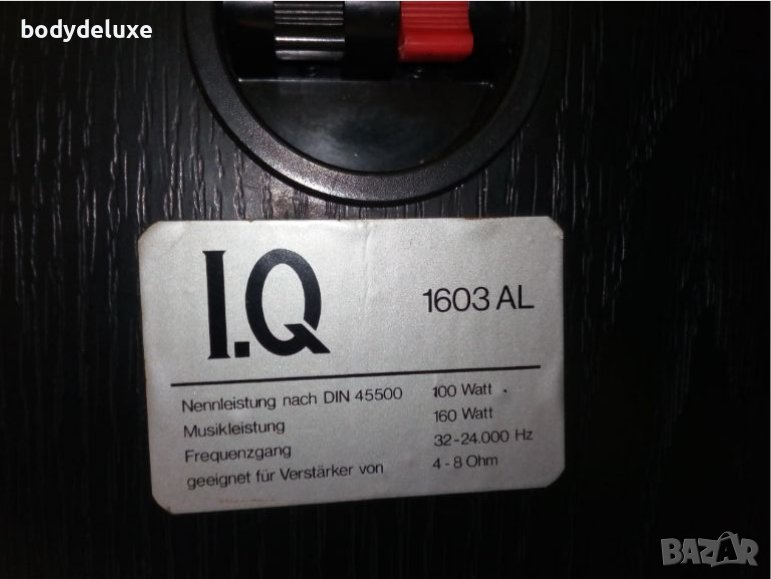 bodydeluxe
I.Q 1603 AL
Nennleistung nach DIN 45500 100 Watt
Musikleistung 160 Watt
Frequenzgang 32-24.000 Hz
geeignet für Verstärker von 4-8 Ohm
BAZAR